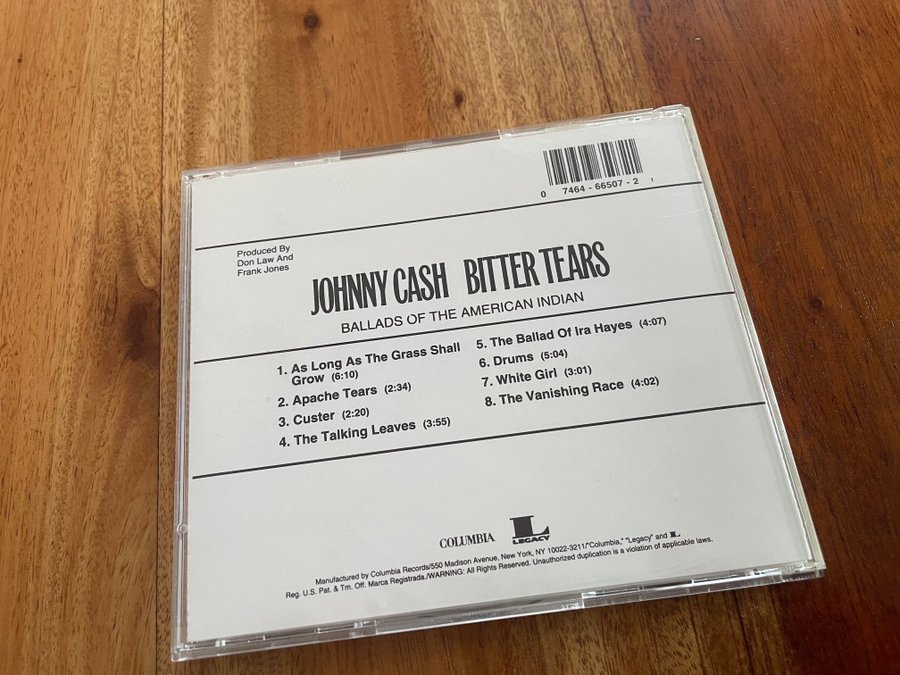 0 7464 - 66507 - 2 1
Produced By
Don Law And
Frank Jones
JOHNNY CASH BITTER TEARS
BALLADS OF THE AMERICAN INDIAN
1. As Long As The Grass Shall
Grow (6:10)
2. Apache Tears (2:34)
3. Custer (2:20)
4. The Talking Leaves (3:55)
5. The Ballad Of Ira Hayes (4:07)
6. Drums (5:04)
7. White Girl (3:01)
8. The Vanishing Race (4:02)
COLUMBIA
L
LEGACY
Manufactured by Columbia Records/550 Madison Avenue, New York, NY 10022-3211/"Columbia," "Legacy" and L
Reg. U.S. Pat. & Tm. Off. Marca Registrada./WARNING: All Rights Reserved. Unauthorized duplication is a violation of applicable laws.